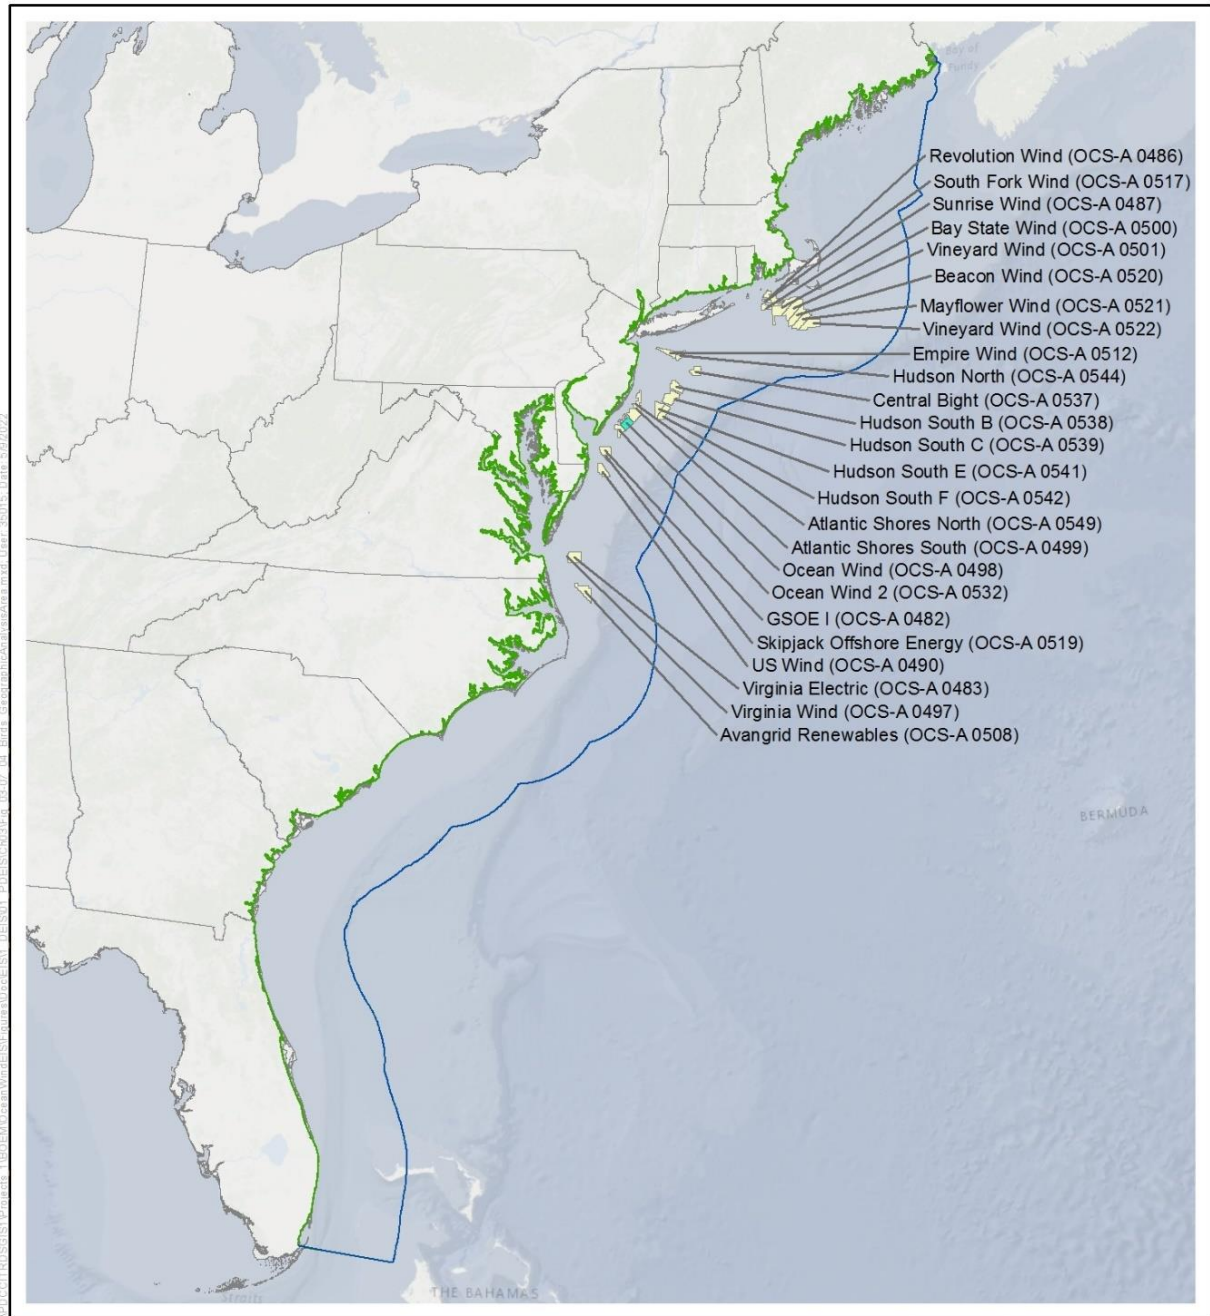 Bay of
Fundy
Revolution Wind (OCS-A 0486)
South Fork Wind (OCS-A 0517)
Sunrise Wind (OCS-A 0487)
Bay State Wind (OCS-A 0500)
Vineyard Wind (OCS-A 0501)
Beacon Wind (OCS-A 0520)
Mayflower Wind (OCS-A 0521)
Vineyard Wind (OCS-A 0522)
Empire Wind (OCS-A 0512)
Hudson North (OCS-A 0544)
Central Bight (OCS-A 0537)
Hudson South B (OCS-A 0538)
Hudson South C (OCS-A 0539)
Hudson South E (OCS-A 0541)
Hudson South F (OCS-A 0542)
Atlantic Shores North (OCS-A 0549)
Atlantic Shores South (OCS-A 0499)
Ocean Wind (OCS-A 0498)
Ocean Wind 2 (OCS-A 0532)
GSOE I (OCS-A 0482)
Skipjack Offshore Energy (OCS-A 0519)
US Wind (OCS-A 0490)
Virginia Electric (OCS-A 0483)
Virginia Wind (OCS-A 0497)
Avangrid Renewables (OCS-A 0508)
BERMUDA
THE BAHAMAS